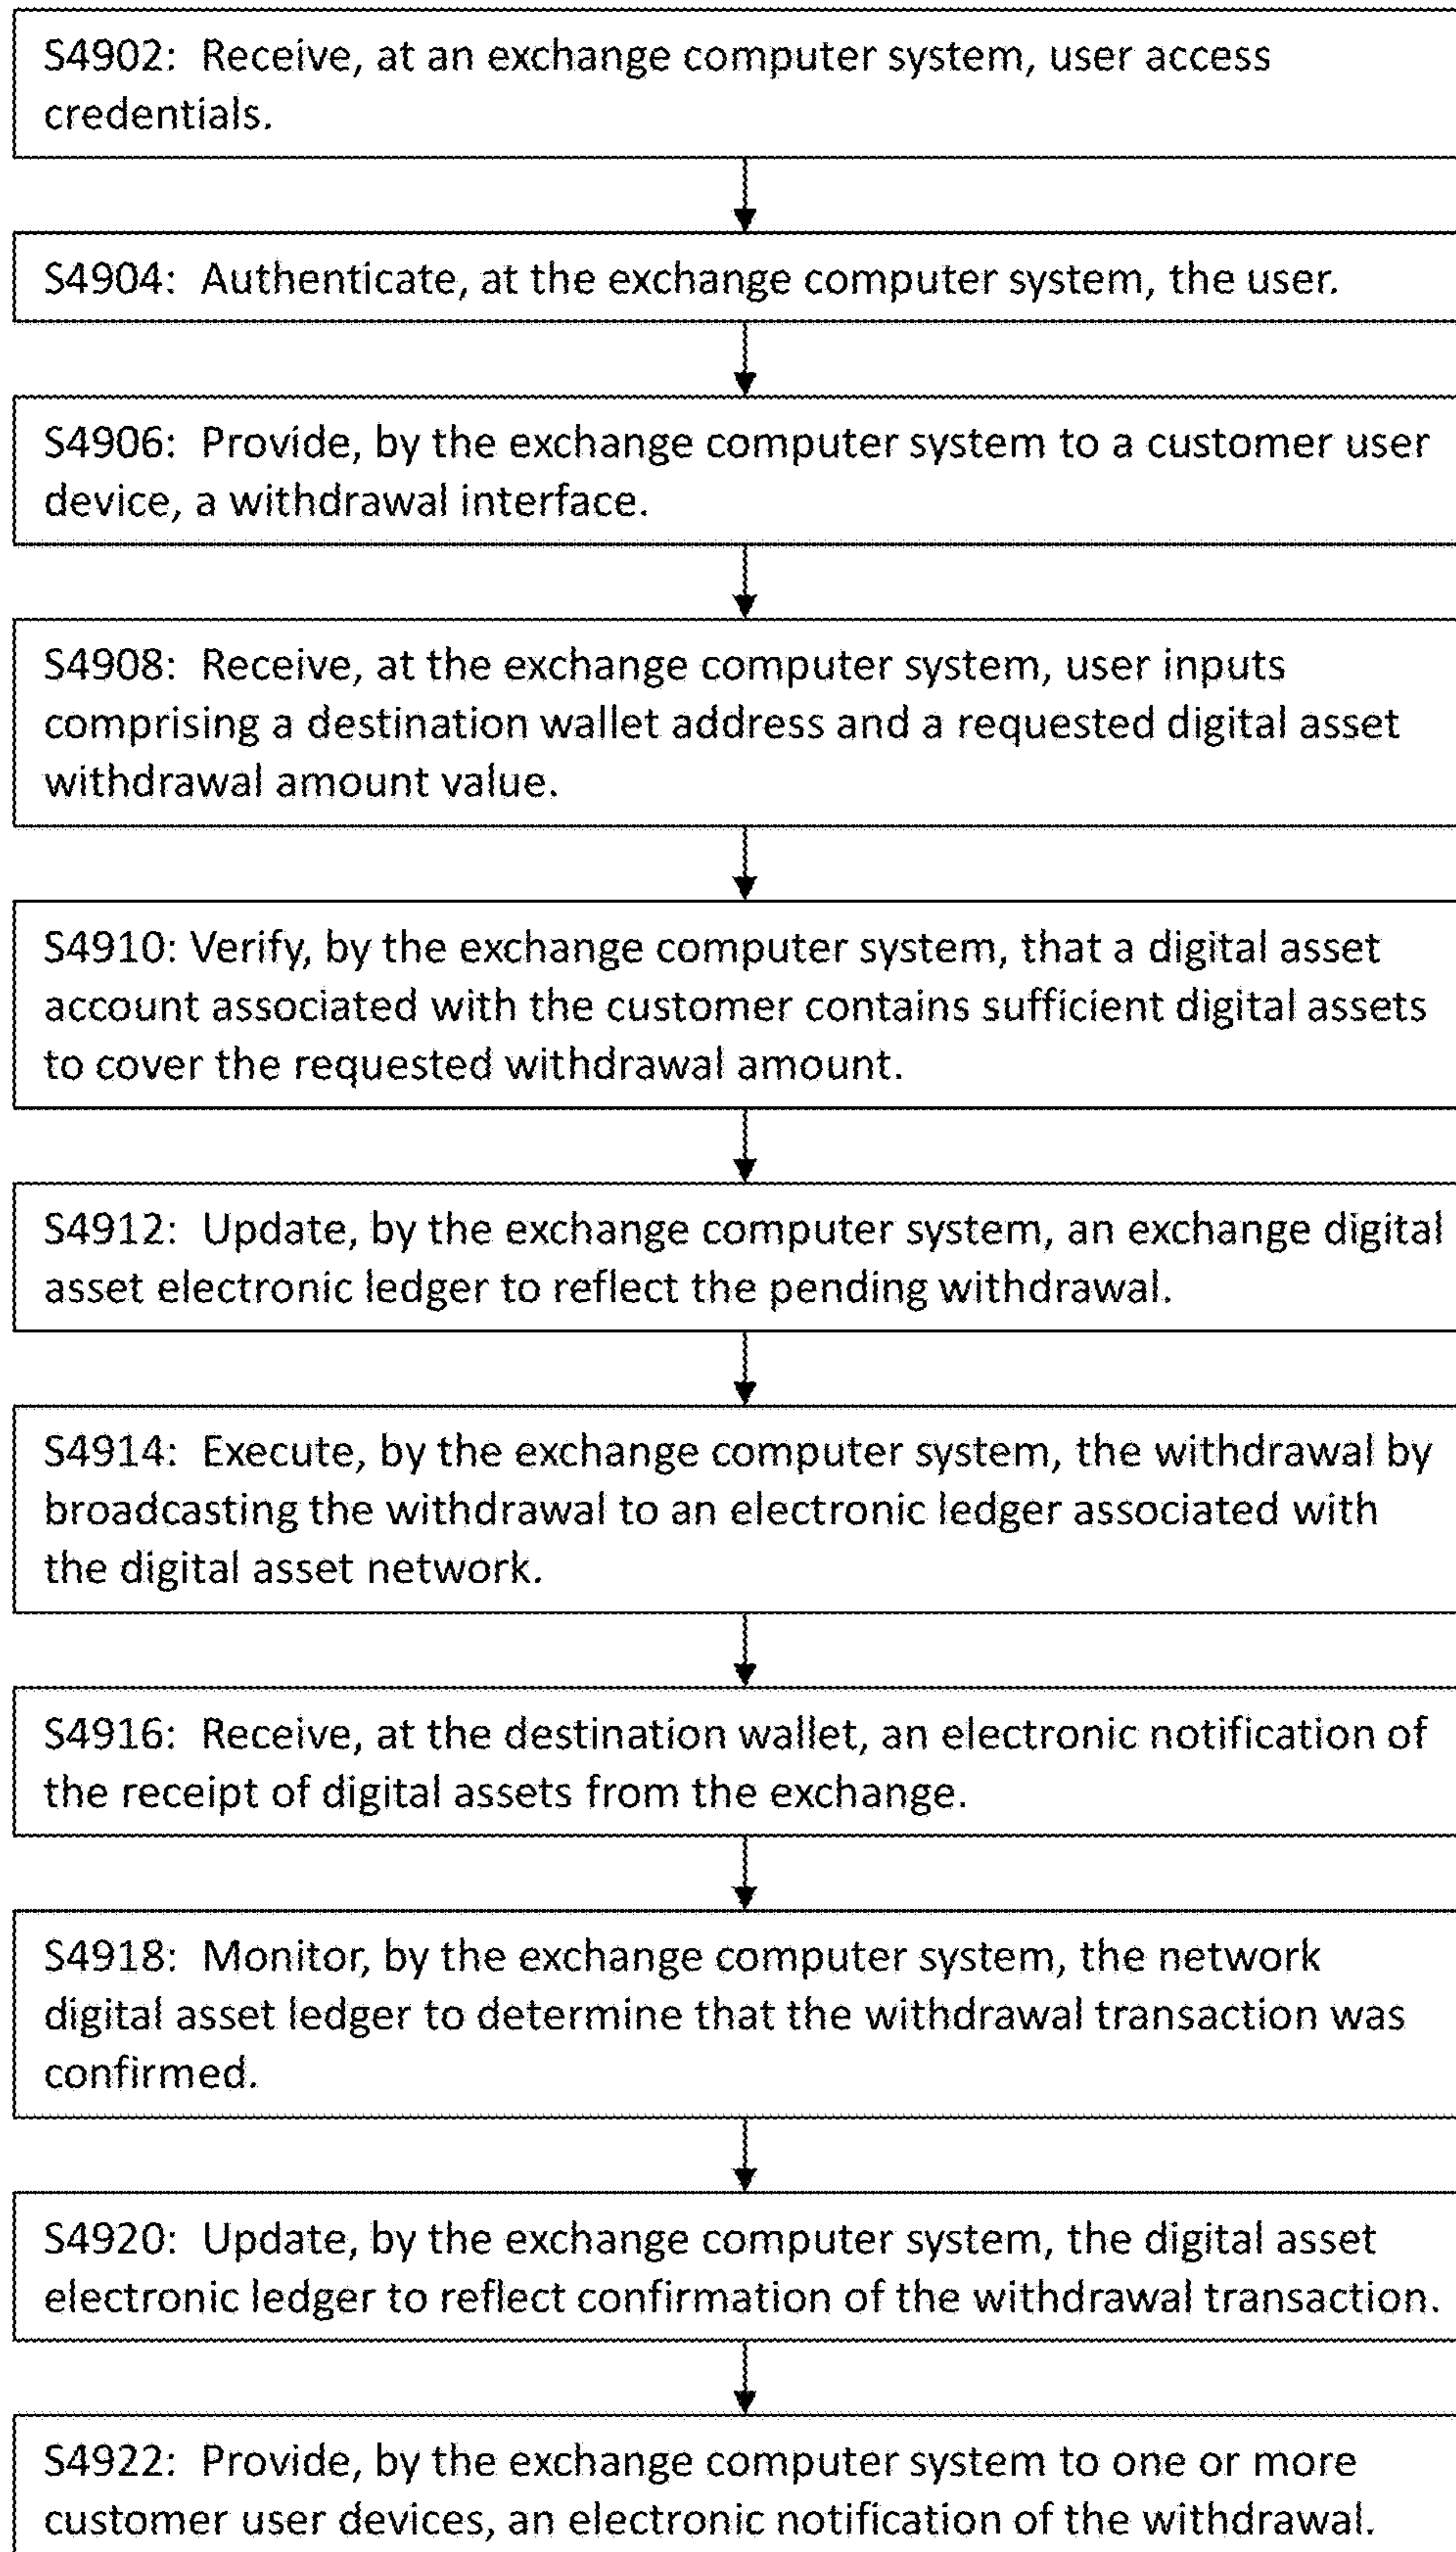 S4902: Receive, at an exchange computer system, user access
credentials.
S4904: Authenticate, at the exchange computer system, the user.
S4906: Provide, by the exchange computer system to a customer user
device, a withdrawal interface.
S4908: Receive, at the exchange computer system, user inputs
comprising a destination wallet address and a requested digital asset
withdrawal amount value.
S4910: Verify, by the exchange computer system, that a digital asset
account associated with the customer contains sufficient digital assets
to cover the requested withdrawal amount.
S4912: Update, by the exchange computer system, an exchange digital
asset electronic ledger to reflect the pending withdrawal.
S4914: Execute, by the exchange computer system, the withdrawal by
broadcasting the withdrawal to an electronic ledger associated with
the digital asset network.
S4916: Receive, at the destination wallet, an electronic notification of
the receipt of digital assets from the exchange.
S4918: Monitor, by the exchange computer system, the network
digital asset ledger to determine that the withdrawal transaction was
confirmed.
S4920: Update, by the exchange computer system, the digital asset
electronic ledger to reflect confirmation of the withdrawal transaction.
S4922: Provide, by the exchange computer system to one or more
customer user devices, an electronic notification of the withdrawal.